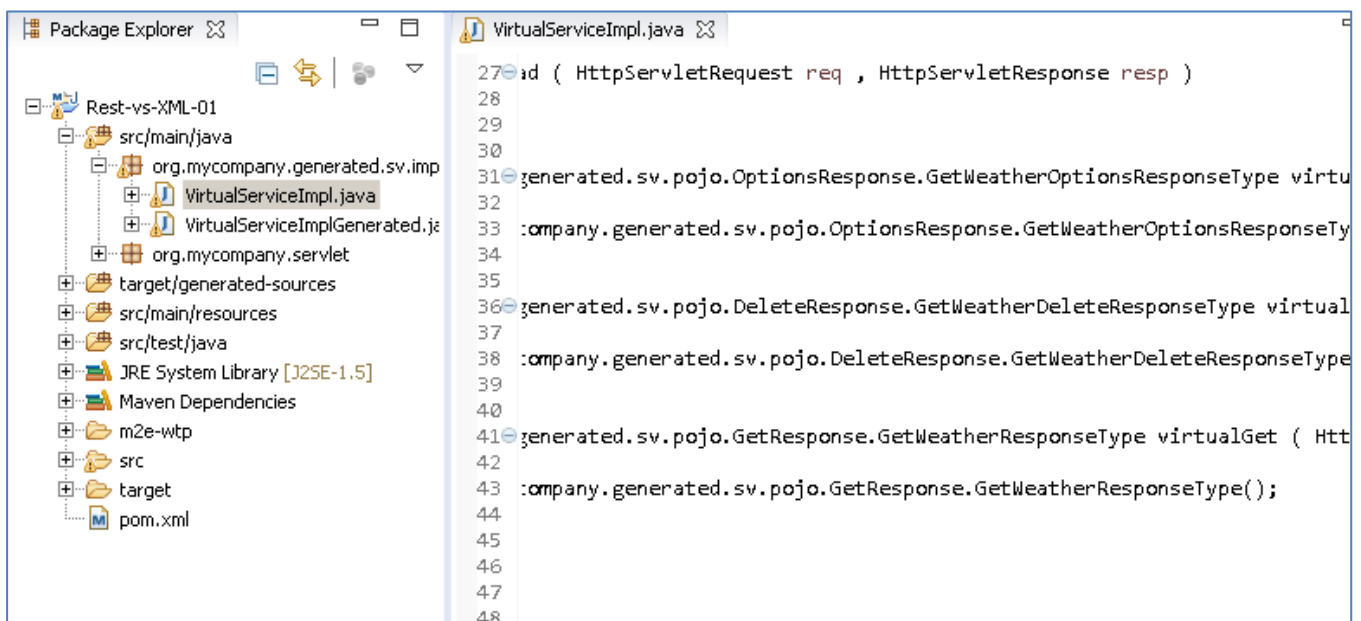 Package Explorer
Rest-vs-XML-01
src/main/java
org.mycompany.generated.sv.imp
VirtualServiceImpl.java
VirtualServiceImplGenerated.ja
org.mycompany.servlet
target/generated-sources
src/main/resources
src/test/java
JRE System Library [J2SE-1.5]
Maven Dependencies
m2e-wtp
src
target
pom.xml
VirtualServiceImpl.java
27 ad ( HttpServletRequest req , HttpServletResponse resp )
28
29
30
31 generated.sv.pojo.OptionsResponse.GetWeatherOptionsResponseType virtu
32
33 company.generated.sv.pojo.OptionsResponse.GetWeatherOptionsResponseTy
34
35
36 generated.sv.pojo.DeleteResponse.GetWeatherDeleteResponseType virtual
37
38 company.generated.sv.pojo.DeleteResponse.GetWeatherDeleteResponseType
39
40
41 generated.sv.pojo.GetResponse.GetWeatherResponseType virtualGet ( Htt
42
43 company.generated.sv.pojo.GetResponse.GetWeatherResponseType();
44
45
46
47
48